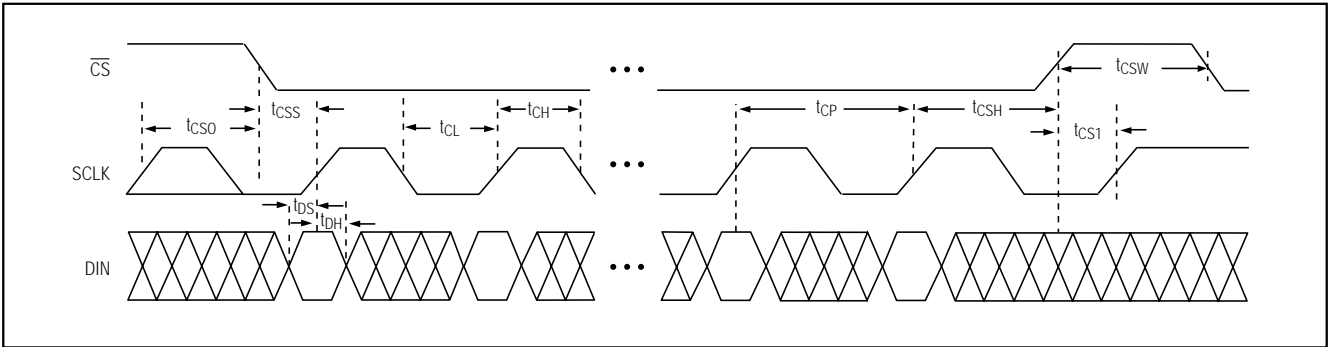 CS
tCSS
tCSO
tCL
tCH
tCP
tCSH
tCSW
tCS1
SCLK
tDS
tDH
DIN